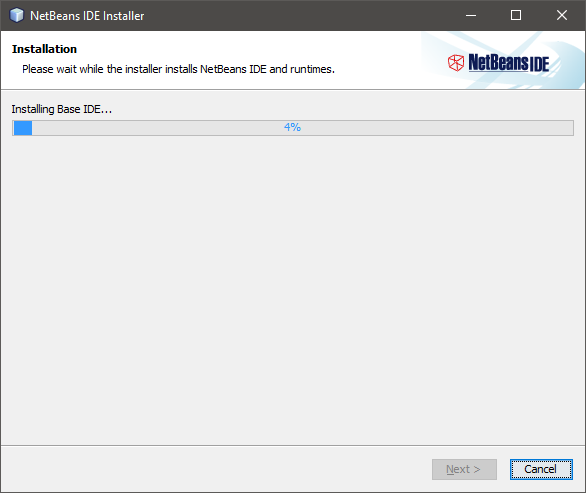 NetBeans IDE Installer
Installation
Please wait while the installer installs NetBeans IDE and runtimes.
NetBeans IDE
Installing Base IDE...
4%
Next >
Cancel